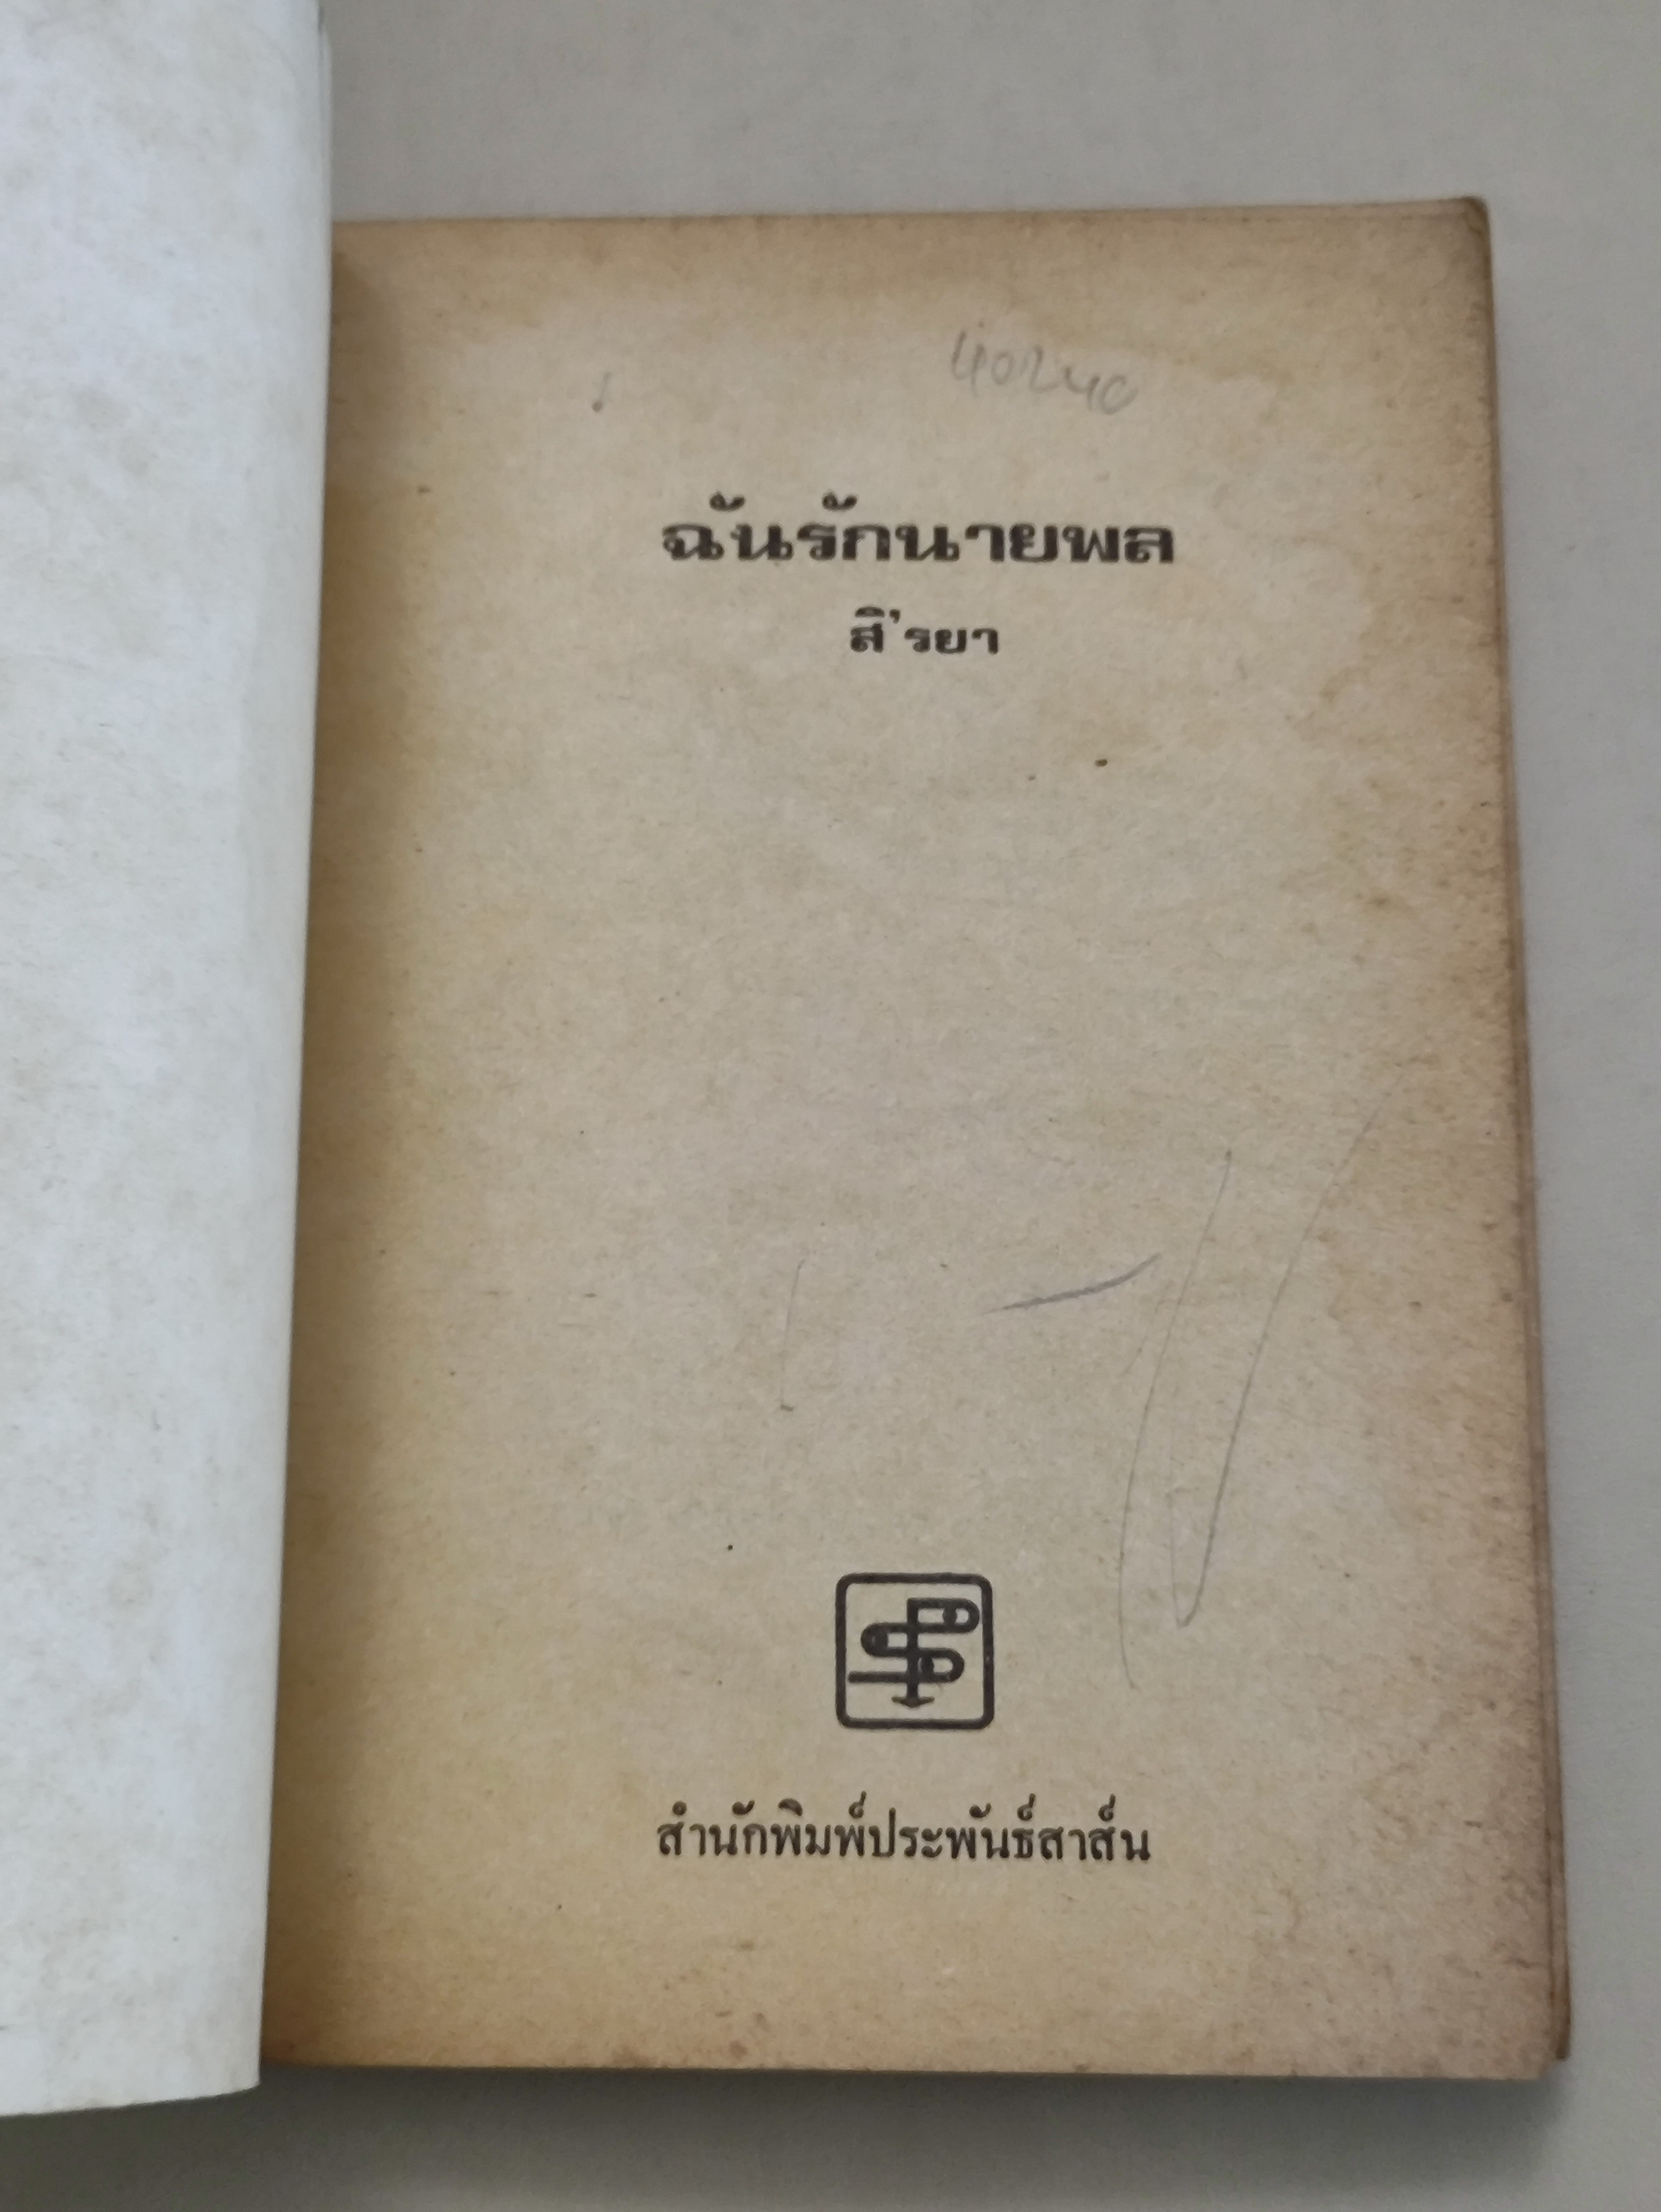 ฉันรักนายพล
สิ'รยา
สำนักพิมพ์ประพันธ์สาส์น